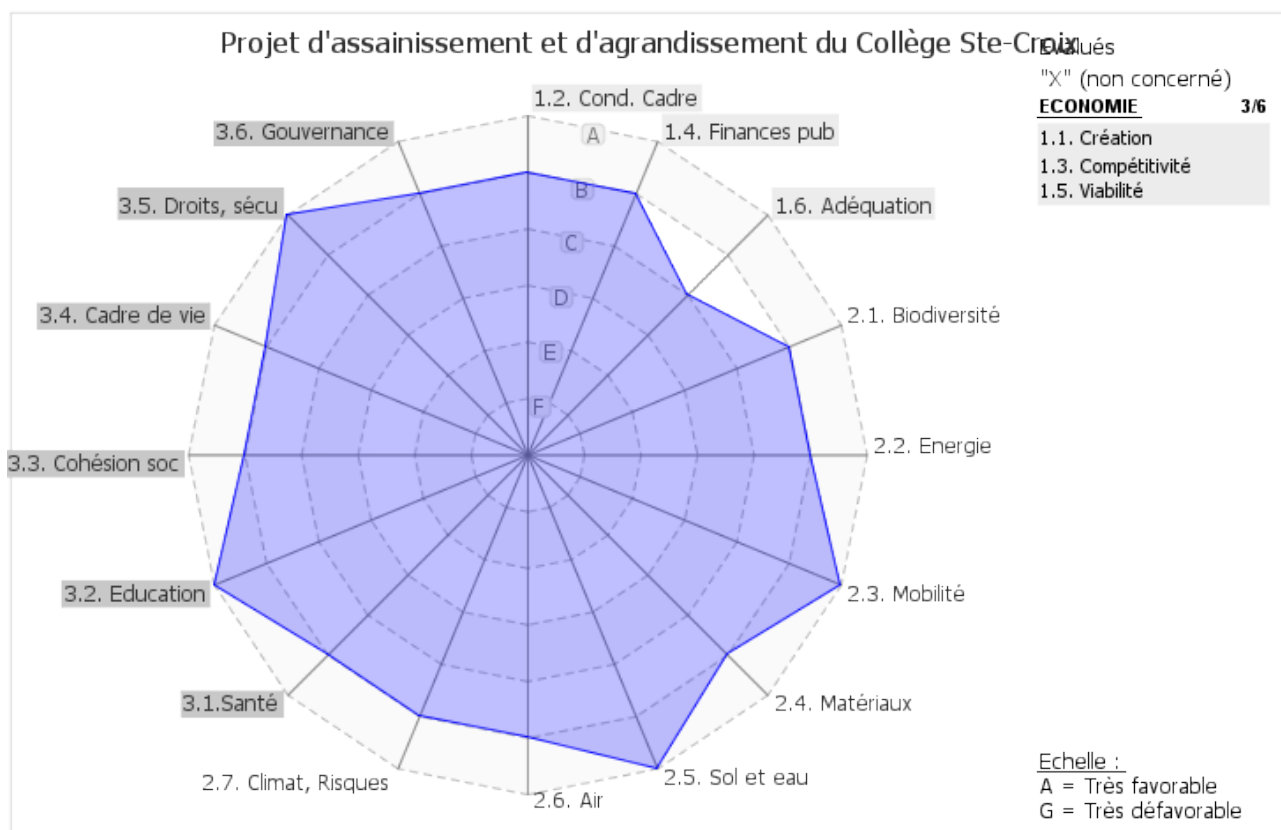 Projet d'assainissement et d'agrandissement du Collège Ste-Croix
Evalués
"X" (non concerné)
ECONOMIE 3/6
1.1. Création
1.3. Compétitivité
1.5. Viabilité
1.2. Cond. Cadre
1.4. Finances pub
1.6. Adéquation
2.1. Biodiversité
2.2. Energie
2.3. Mobilité
2.4. Matériaux
2.5. Sol et eau
2.6. Air
2.7. Climat, Risques
3.1.Santé
3.2. Education
3.3. Cohésion soc
3.4. Cadre de vie
3.5. Droits, sécu
3.6. Gouvernance
A
B
C
D
E
F
Echelle :
A = Très favorable
G = Très défavorable